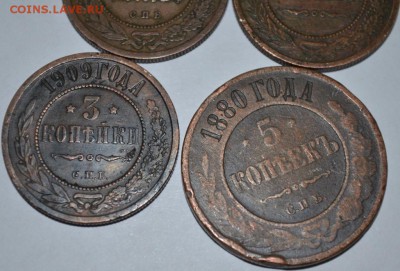 COINS.LAVE.RU
С.П.Б.
С.П.Б.
1909 ГОДА
3
КОПѢЙКИ
С.П.Б.
1880 ГОДА
5
КОПѢЕКЪ
С.П.Б.